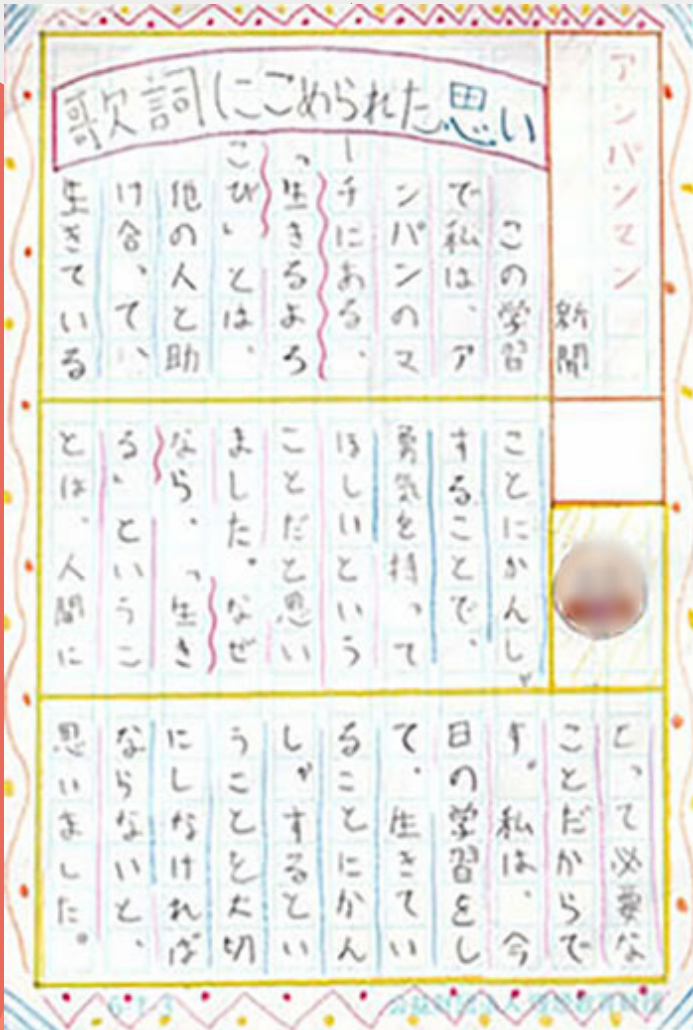 アンパンマン
新聞
歌詞にこめられた思い
この学習
で私は、ア
ンパンのマ
ーチにある、
「生きるよろ
こび」とは、
他の人と助
け合って、
生きている
ことにかんし
することで、
勇気を持って
ほしいという
ことだと思い
ました。なぜ
なら、「生き
る」というこ
とは、人間に
とって必要な
ことだからで
す。私は、今
日の学習をし
て、生きてい
ることにかん
しゃするとい
うことを大切
にしなければ
ならないと、
思いました。
6-1-3